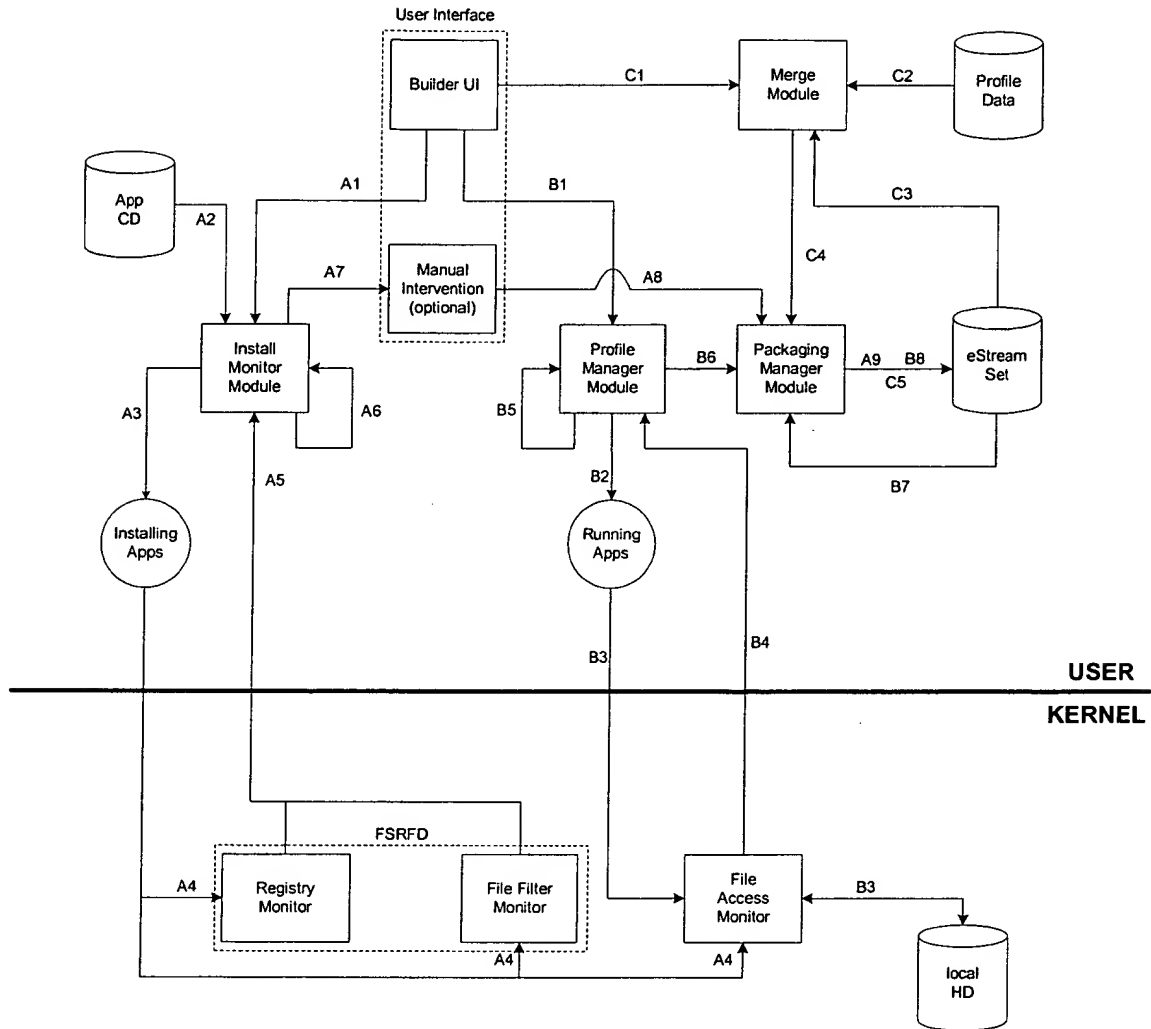 User Interface
Builder UI
C1
Merge
Module
C2
Profile
Data
App
CD
A2
A1
B1
C3
C4
A7
Manual
Intervention
(optional)
A8
Install
Monitor
Module
Profile
Manager
Module
B6
Packaging
Manager
Module
A9
B8
C5
eStream
Set
A3
A6
B5
A5
B2
B7
Installing
Apps
Running
Apps
B3
B4
USER
KERNEL
FSRFD
A4
Registry
Monitor
File Filter
Monitor
File
Access
Monitor
B3
A4
A4
local
HD